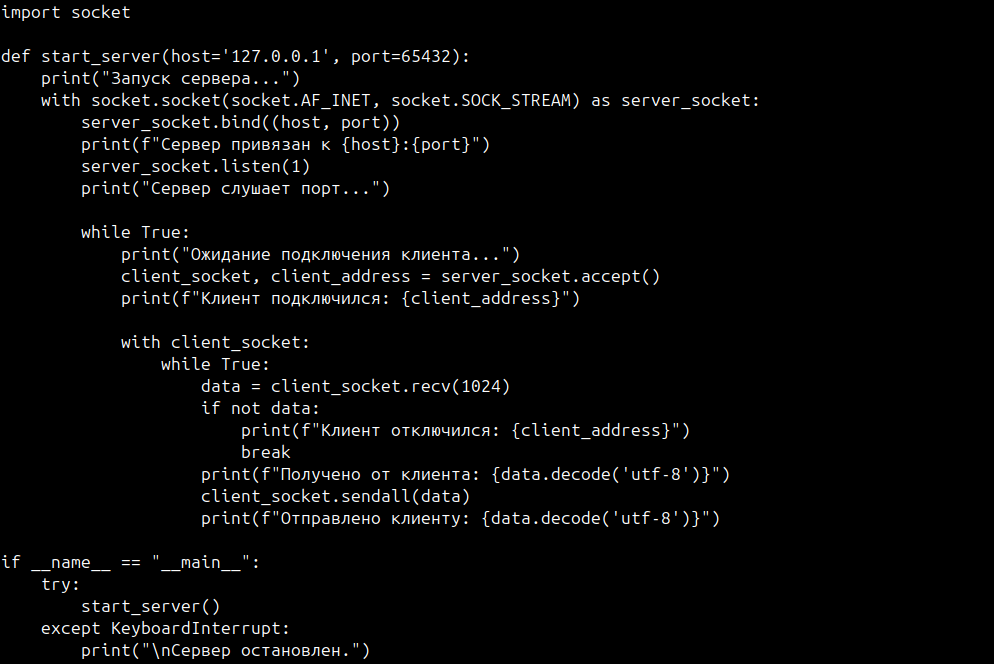 import socket

def start_server(host='127.0.0.1', port=65432):
    print("Запуск сервера...")
    with socket.socket(socket.AF_INET, socket.SOCK_STREAM) as server_socket:
        server_socket.bind((host, port))
        print(f"Сервер привязан к {host}:{port}")
        server_socket.listen(1)
        print("Сервер слушает порт...")

        while True:
            print("Ожидание подключения клиента...")
            client_socket, client_address = server_socket.accept()
            print(f"Клиент подключился: {client_address}")

            with client_socket:
                while True:
                    data = client_socket.recv(1024)
                    if not data:
                        print(f"Клиент отключился: {client_address}")
                        break
                    print(f"Получено от клиента: {data.decode('utf-8')}")
                    client_socket.sendall(data)
                    print(f"Отправлено клиенту: {data.decode('utf-8')}")

if __name__ == "__main__":
    try:
        start_server()
    except KeyboardInterrupt:
        print("\nСервер остановлен.")